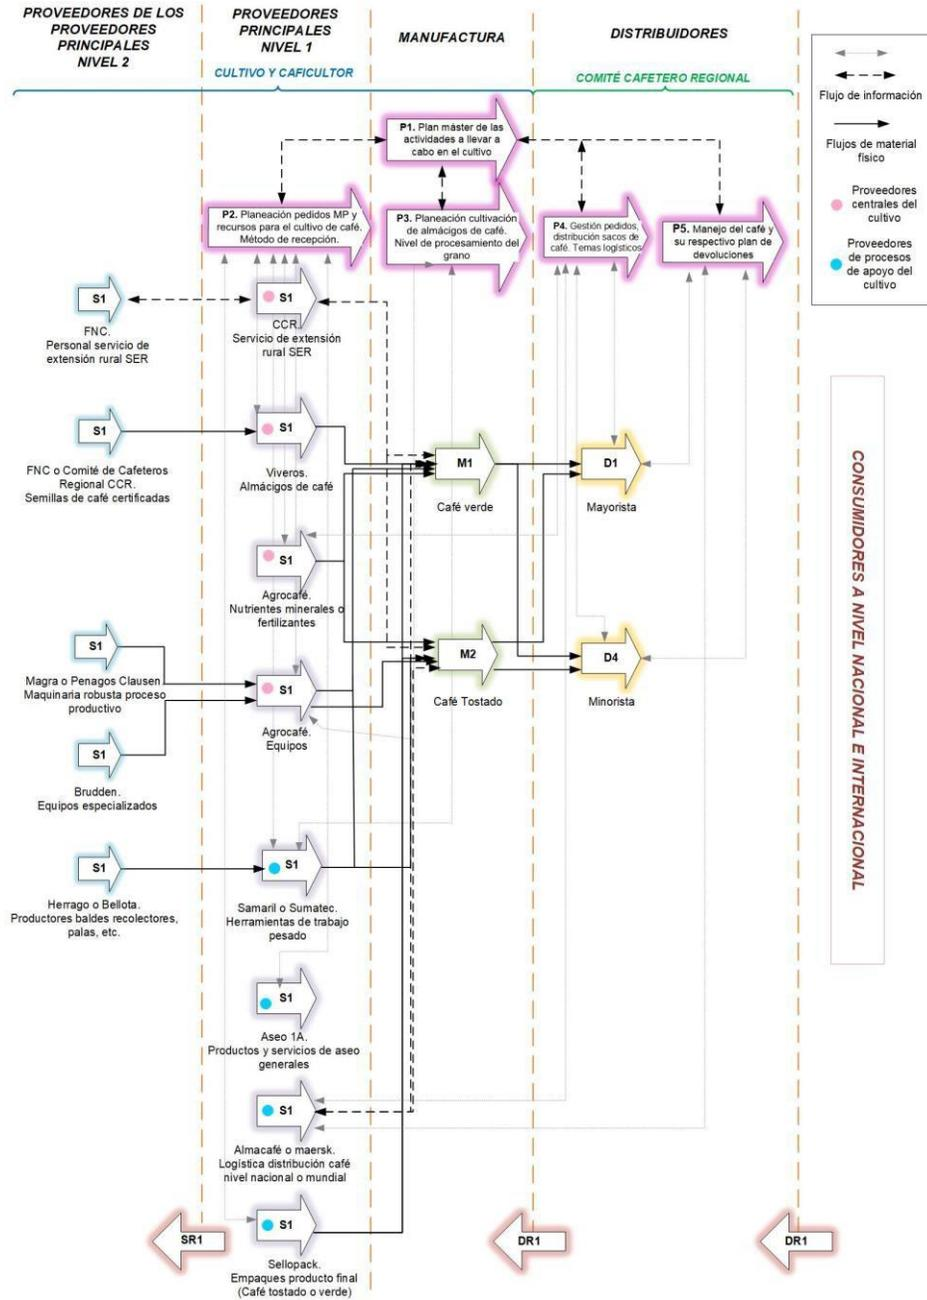 PROVEEDORES DE LOS
PROVEEDORES
PRINCIPALES
NIVEL 2
PROVEEDORES
PRINCIPALES
NIVEL 1
MANUFACTURA
DISTRIBUIDORES
CULTIVO Y CAFICULTOR
COMITÉ CAFETERO REGIONAL
Flujo de información
Flujos de material
físico
Proveedores
centrales del
cultivo
Proveedores
de procesos
de apoyo del
cultivo
P1. Plan máster de las
actividades a llevar a
cabo en el cultivo
P2. Planeación pedidos MP y
recursos para el cultivo de café.
Método de recepción.
P3. Planeación cultivación
de almácigos de café.
Nivel de procesamiento del
grano
P4. Gestión pedidos,
distribución sacos de
café. Temas logísticos
P5. Manejo del café y
su respectivo plan de
devoluciones
S1
FNC.
Personal servicio de
extensión rural SER
S1
CCR.
Servicio de extensión
rural SER
S1
FNC o Comité de Cafeteros
Regional CCR.
Semillas de café certificadas
S1
Viveros.
Almácigos de café
M1
Café verde
D1
Mayorista
S1
Agrocafé.
Nutrientes minerales o
fertilizantes
S1
Magra o Penagos Clausen.
Maquinaria robusta proceso
productivo
S1
Agrocafé.
Equipos
M2
Café Tostado
D4
Minorista
S1
Brudden.
Equipos especializados
S1
Herrago o Bellota.
Productores baldes recolectores,
palas, etc.
S1
Samaril o Sumatec.
Herramientas de trabajo
pesado
S1
Aseo 1A.
Productos y servicios de aseo
generales
S1
Almacafé o maersk.
Logística distribución café
nivel nacional o mundial
S1
Sellopack.
Empaques producto final
(Café tostado o verde)
SR1
DR1
DR1
CONSUMIDORES A NIVEL NACIONAL E INTERNACIONAL